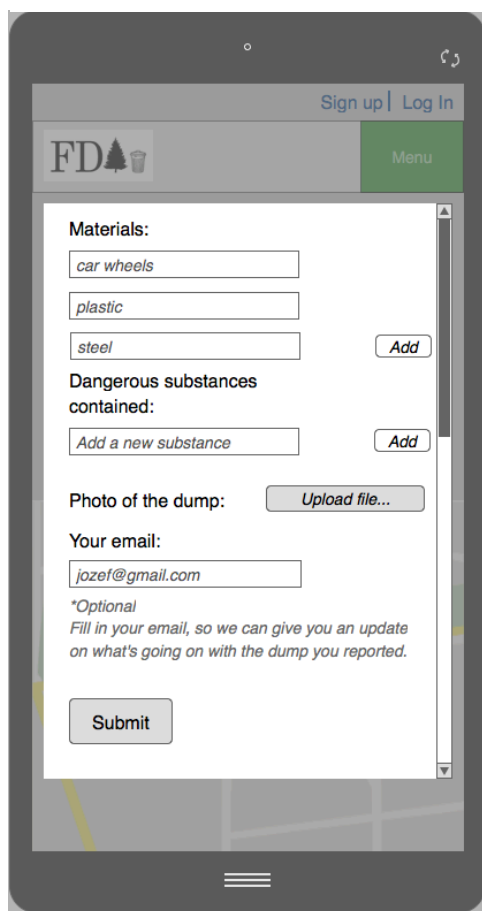 Sign up | Log In
FD
Menu
Materials:
car wheels
plastic
steel
Add
Dangerous substances
contained:
Add a new substance
Add
Photo of the dump:
Upload file...
Your email:
jozef@gmail.com
*Optional
Fill in your email, so we can give you an update
on what's going on with the dump you reported.
Submit